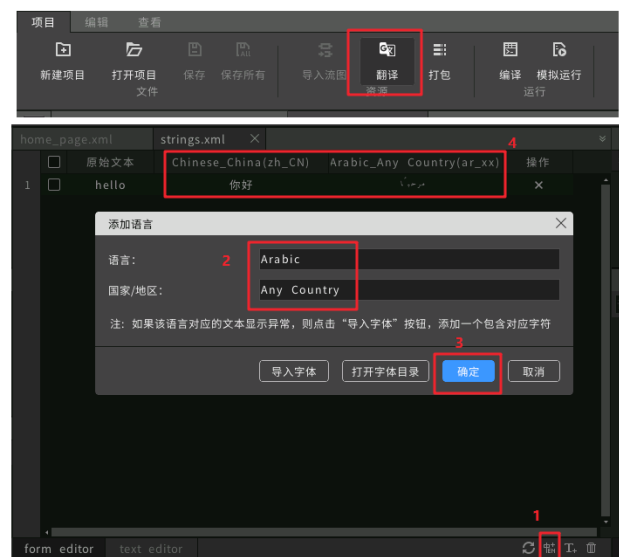 项目 编辑 查看
新建项目 打开项目 保存 保存所有 导入流图 翻译 打包 编译 模拟运行
文件 资源 运行
home_page.xml strings.xml
4
原始文本 Chinese_China(zh_CN) Arabic_Any Country(ar_xx) 操作
1 hello 你好
添加语言
语言: 2 Arabic
国家/地区: Any Country
注: 如果该语言对应的文本显示异常，则点击“导入字体”按钮，添加一个包含对应字符
3
导入字体 打开字体目录 确定 取消
1
form editor text editor